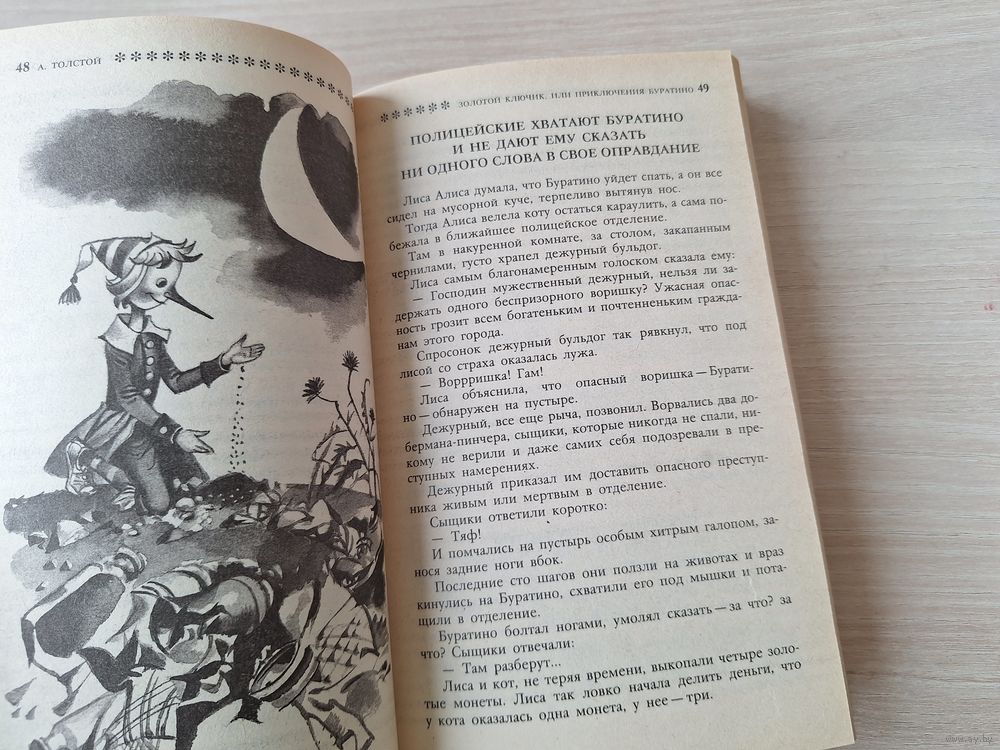 48 А. ТОЛСТОЙ
ЗОЛОТОЙ КЛЮЧИК, ИЛИ ПРИКЛЮЧЕНИЯ БУРАТИНО 49
ПОЛИЦЕЙСКИЕ ХВАТАЮТ БУРАТИНО
И НЕ ДАЮТ ЕМУ СКАЗАТЬ
НИ ОДНОГО СЛОВА В СВОЕ ОПРАВДАНИЕ
Лиса Алиса думала, что Буратино уйдет спать, а он все
сидел на мусорной куче, терпеливо вытянув нос.
Тогда Алиса велела коту остаться караулить, а сама по-
бежала в ближайшее полицейское отделение.
Там в накуренной комнате, за столом, закапанным
чернилами, густо храпел дежурный бульдог.
Лиса самым благонамеренным голоском сказала ему:
— Господин мужественный дежурный, нельзя ли за-
держать одного беспризорного воришку? Ужасная опас-
ность грозит всем богатеньким и почтенненьким гражда-
нам этого города.
Спросонок дежурный бульдог так рявкнул, что под
лисой со страха оказалась лужа.
— Воррришка! Гам!
Лиса объяснила, что опасный воришка — Бурати-
но — обнаружен на пустыре.
Дежурный, все еще рыча, позвонил. Ворвались два до-
бермана-пинчера, сыщики, которые никогда не спали, ни-
кому не верили и даже самих себя подозревали в пре-
ступных намерениях.
Дежурный приказал им доставить опасного преступ-
ника живым или мертвым в отделение.
Сыщики ответили коротко:
— Тяф!
И помчались на пустырь особым хитрым галопом, за-
нося задние ноги вбок.
Последние сто шагов они ползли на животах и враз
кинулись на Буратино, схватили его под мышки и пота-
щили в отделение.
Буратино болтал ногами, умолял сказать — за что? за
что? Сыщики отвечали:
— Там разберут...
Лиса и кот, не теряя времени, выкопали четыре золо-
тые монеты. Лиса так ловко начала делить деньги, что
у кота оказалась одна монета, у нее — три.
www.ay.by